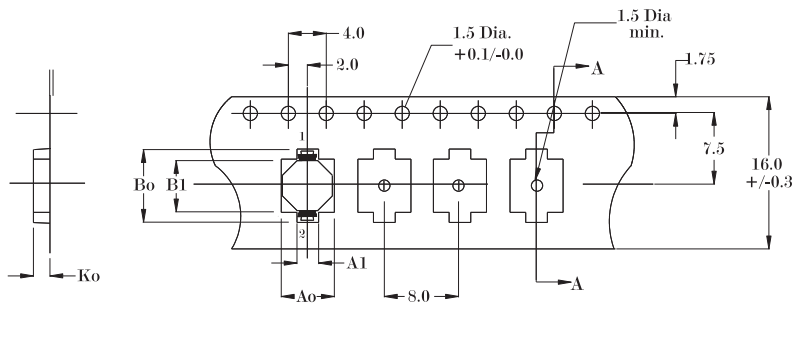 4.0
2.0
1.5 Dia.
+0.1/-0.0
1.5 Dia
min.
A
1.75
1
7.5
16.0
+/-0.3
Bo
B1
2
A1
Ko
Ao
8.0
A